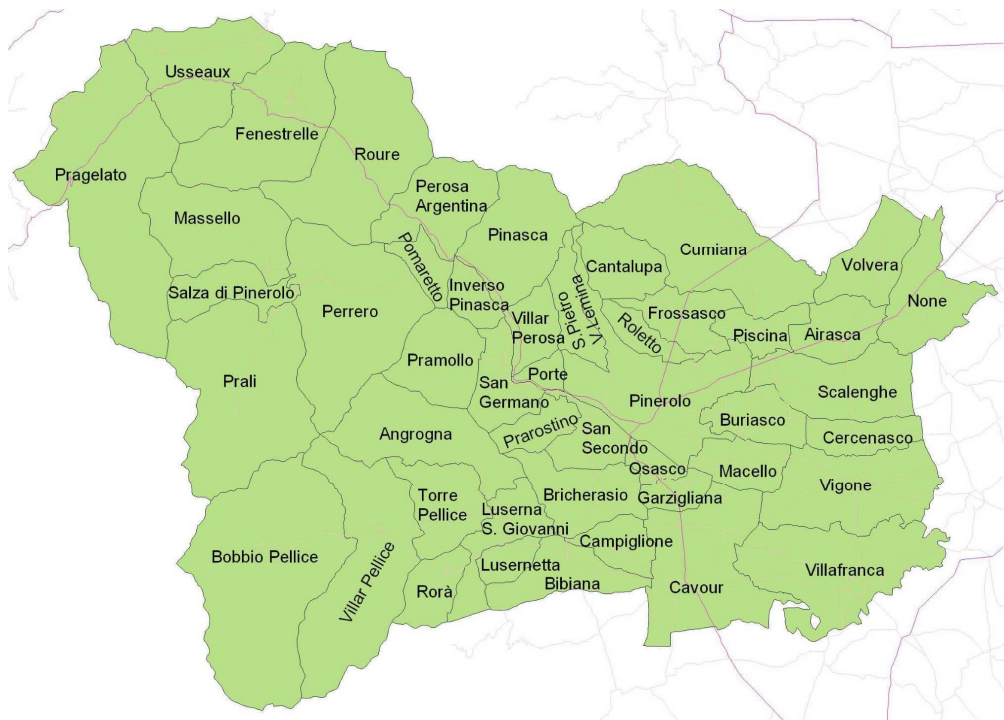 Usseaux
Fenestrelle
Roure
Pragelato
Perosa
Argentina
Massello
Pinasca
Pomaretto
Cumiana
Cantalupa
Volvera
Salza di Pinerolo
Perrero
Inverso
Pinasca
S.Pietro
V.Lemina
None
Villar
Perosa
Frossasco
Roletto
Piscina
Airasca
Pramollo
Prali
Porte
San
Germano
Pinerolo
Scalenghe
Buriasco
Angrogna
Prarostino
San
Secondo
Cercenasco
Osasco
Macello
Torre
Pellice
Luserna
S. Giovanni
Bricherasio
Garzigliana
Vigone
Bobbio Pellice
Villar Pellice
Campiglione
Lusernetta
Bibiana
Rorà
Cavour
Villafranca